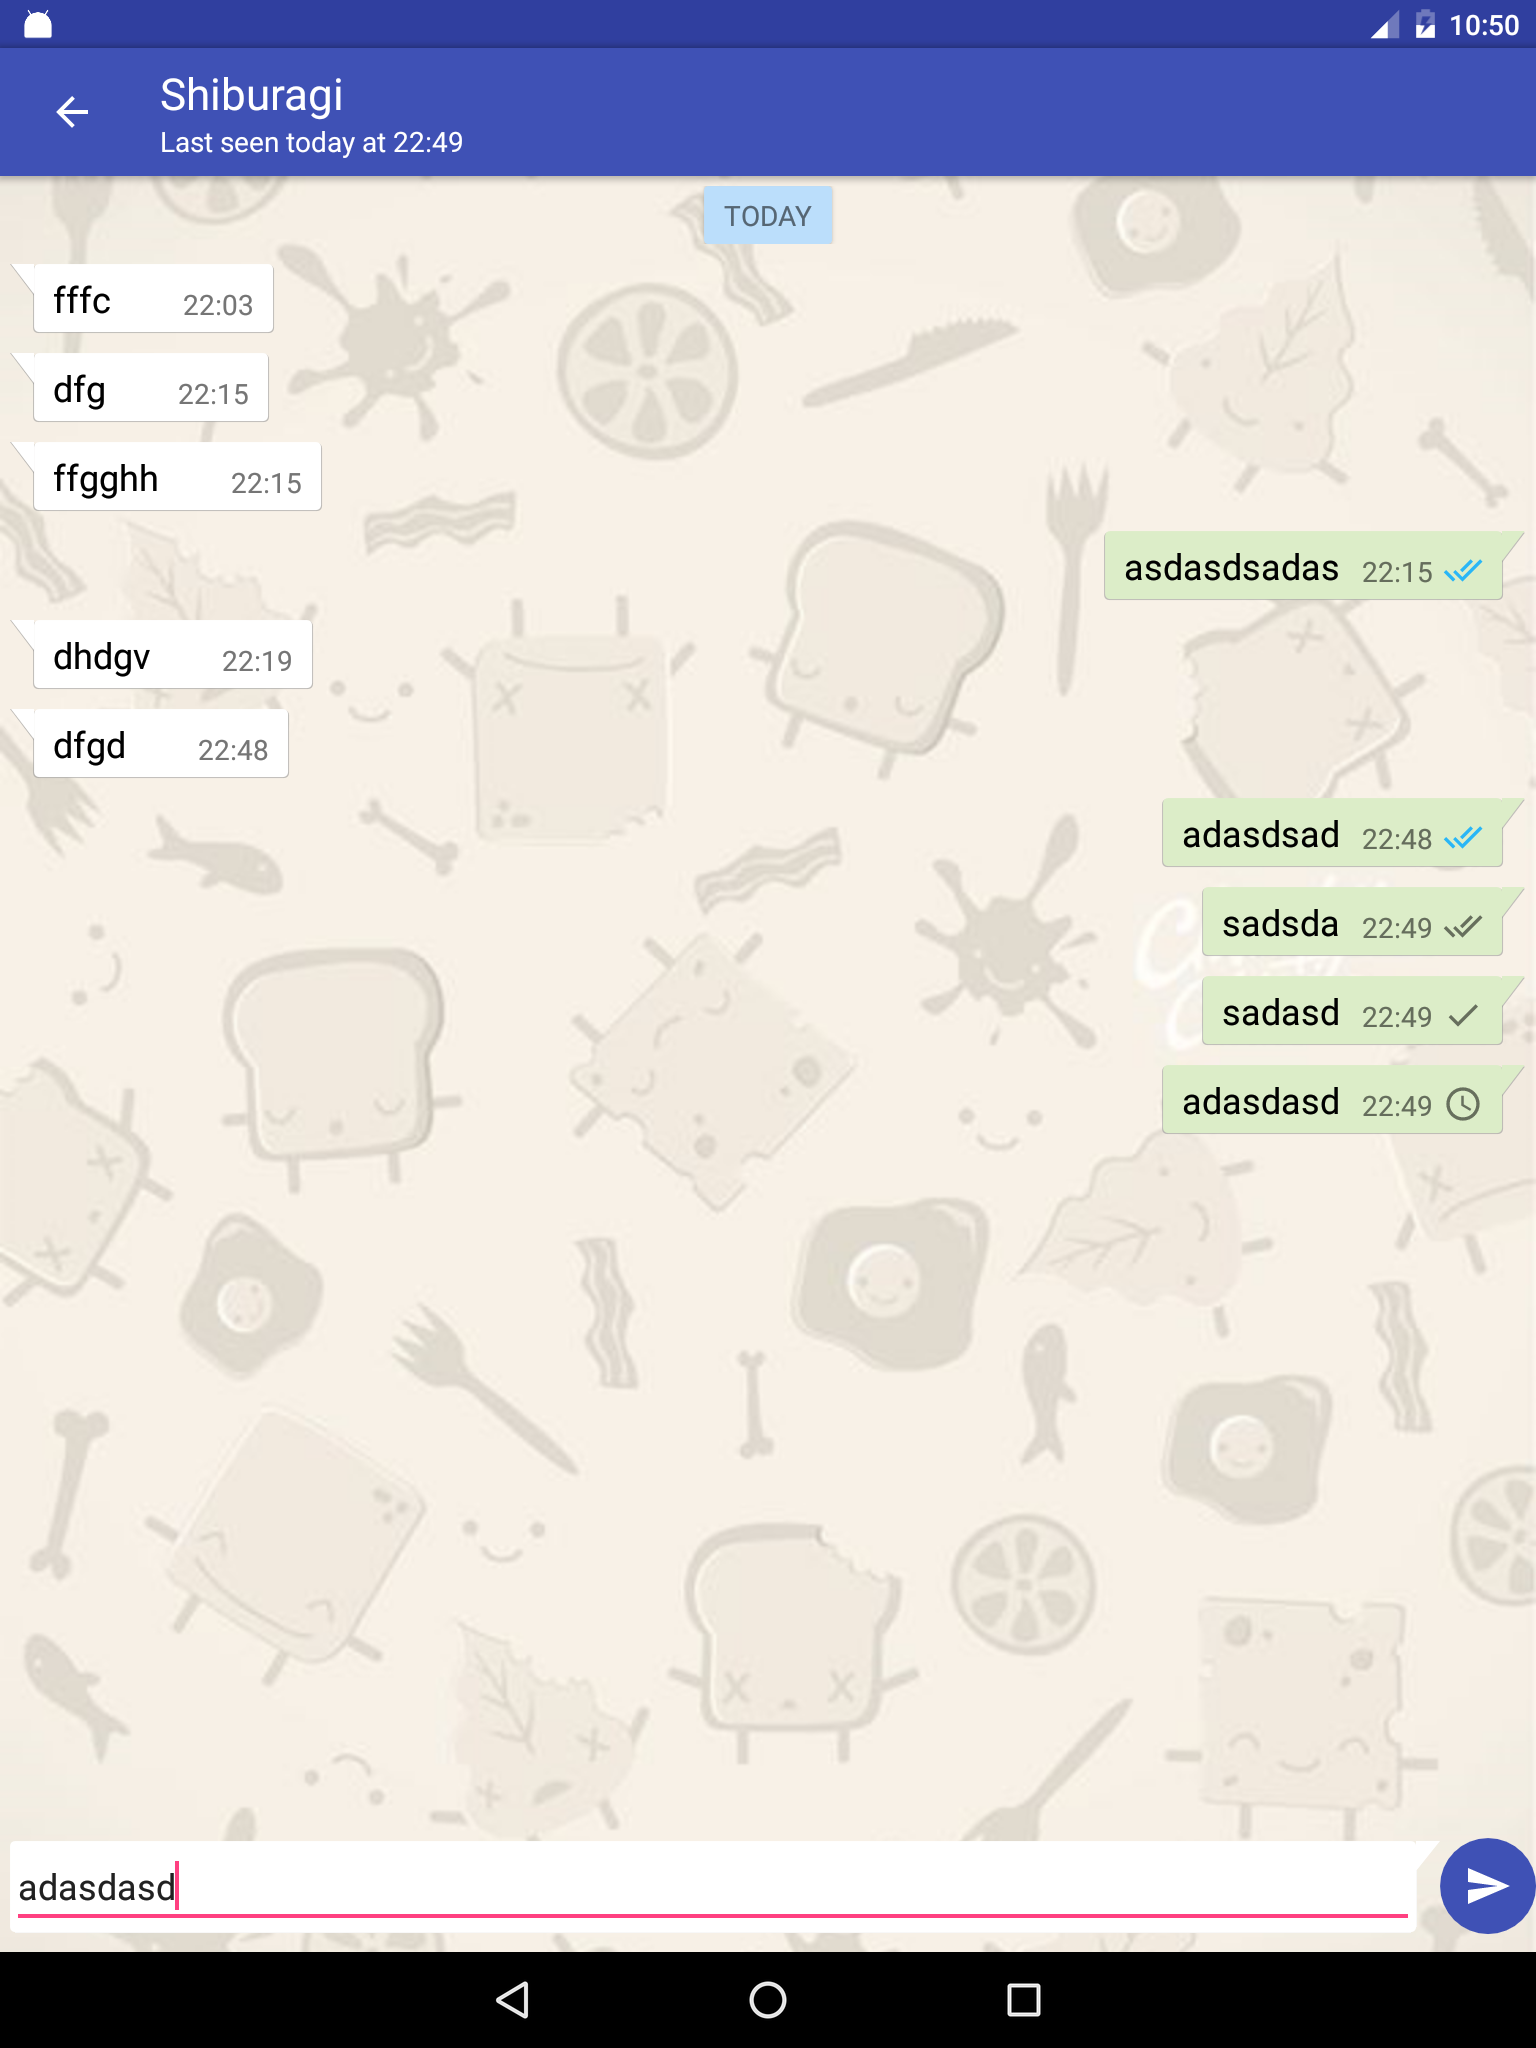 10:50
Shiburagi
Last seen today at 22:49
TODAY
fffc 22:03
dfg 22:15
ffgghh 22:15
asdasdsadas 22:15
dhdgv 22:19
dfgd 22:48
adasdsad 22:48
sadsda 22:49
sadasd 22:49
adasdasd 22:49
adasdasd